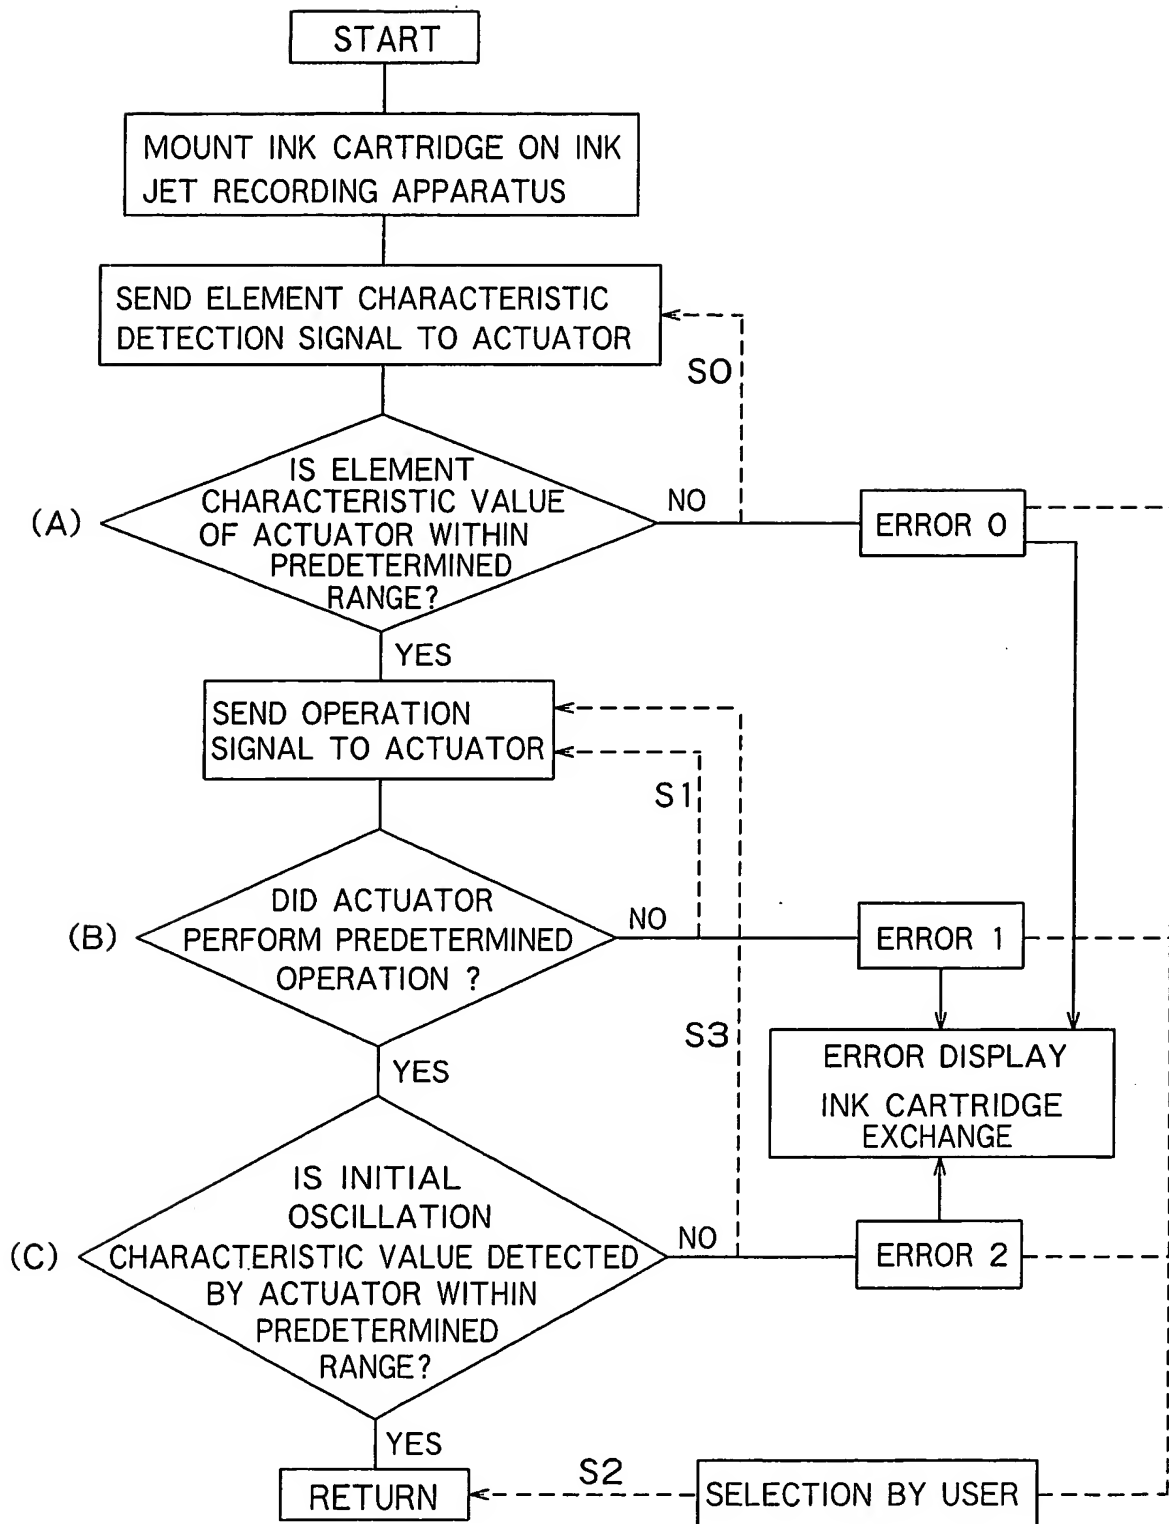 START
MOUNT INK CARTRIDGE ON INK
JET RECORDING APPARATUS
SEND ELEMENT CHARACTERISTIC
DETECTION SIGNAL TO ACTUATOR
S0
(A)
IS ELEMENT
CHARACTERISTIC VALUE
OF ACTUATOR WITHIN
PREDETERMINED
RANGE?
NO
ERROR 0
YES
SEND OPERATION
SIGNAL TO ACTUATOR
S1
(B)
DID ACTUATOR
PERFORM PREDETERMINED
OPERATION ?
NO
ERROR 1
S3
YES
ERROR DISPLAY
INK CARTRIDGE
EXCHANGE
(C)
IS INITIAL
OSCILLATION
CHARACTERISTIC VALUE DETECTED
BY ACTUATOR WITHIN
PREDETERMINED
RANGE?
NO
ERROR 2
YES
RETURN
S2
SELECTION BY USER